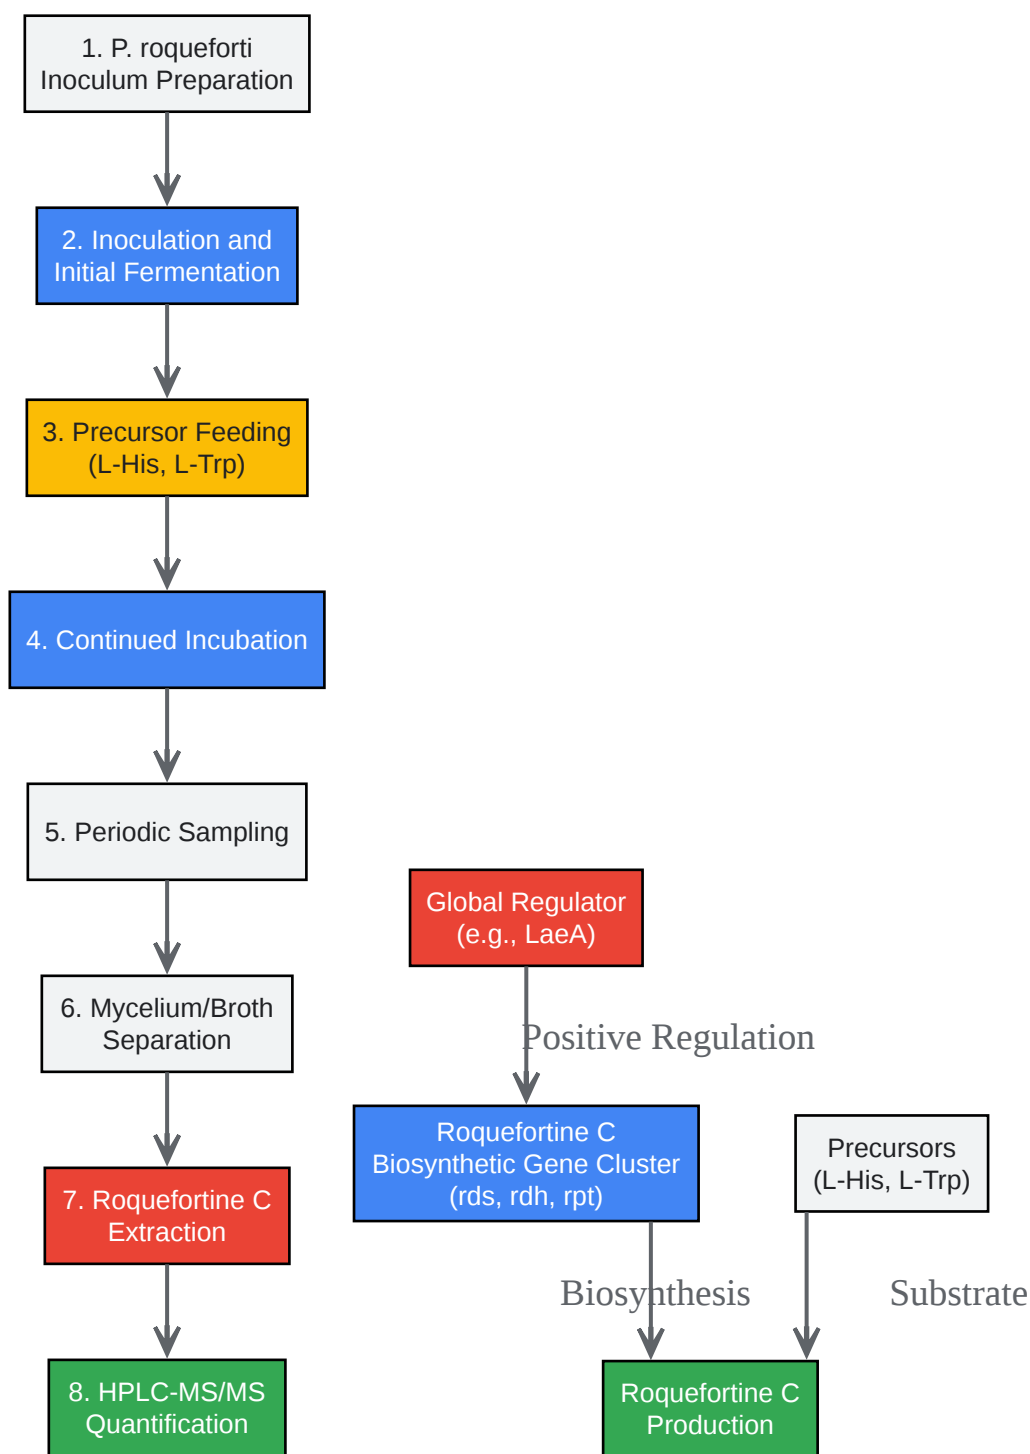 1. P. roqueforti
Inoculum Preparation
2. Inoculation and
Initial Fermentation
3. Precursor Feeding
(L-His, L-Trp)
4. Continued Incubation
5. Periodic Sampling
6. Mycelium/Broth
Separation
7. Roquefortine C
Extraction
8. HPLC-MS/MS
Quantification
Global Regulator
(e.g., LaeA)
Positive Regulation
Roquefortine C
Biosynthetic Gene Cluster
(rds, rdh, rpt)
Precursors
(L-His, L-Trp)
Biosynthesis
Substrate
Roquefortine C
Production